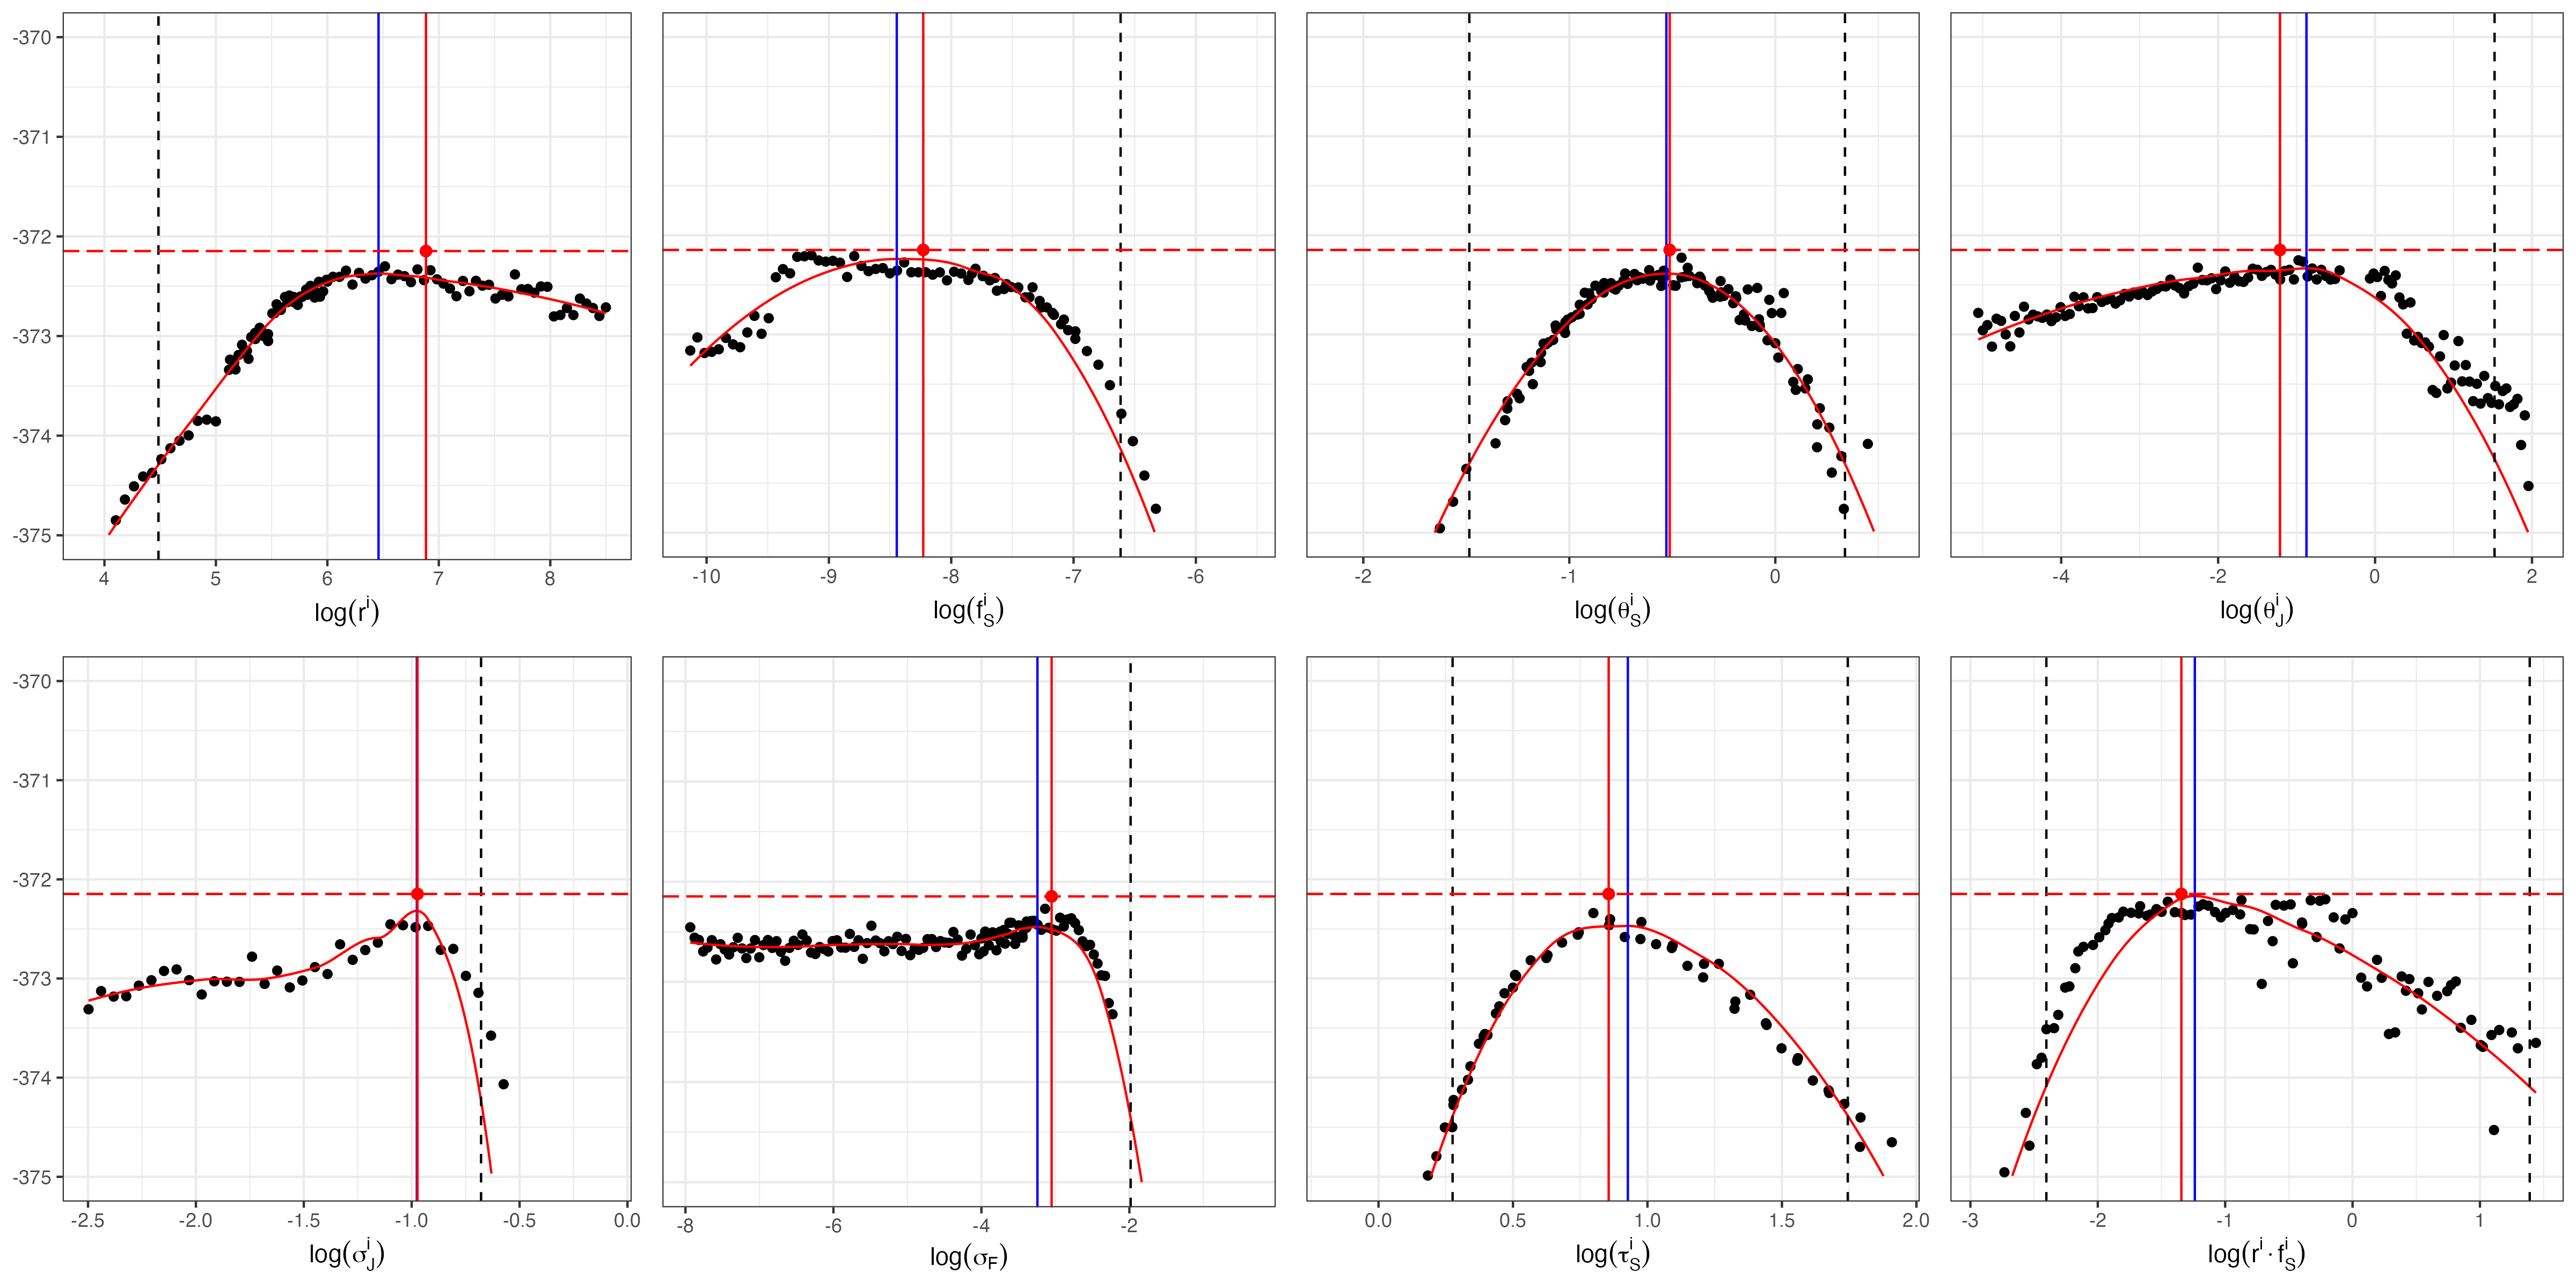 -370
-371
-372
-373
-374
-375
4 5 6 7 8
log(rⁱ)
-10 -9 -8 -7 -6
log(f_S^i)
-2 -1 0
log(θ_S^i)
-4 -2 0 2
log(θ_J^i)
-370
-371
-372
-373
-374
-375
-2.5 -2.0 -1.5 -1.0 -0.5 0.0
log(σ_J^i)
-8 -6 -4 -2
log(σ_F)
0.0 0.5 1.0 1.5 2.0
log(τ_S^i)
-3 -2 -1 0 1
log(rⁱ · f_S^i)